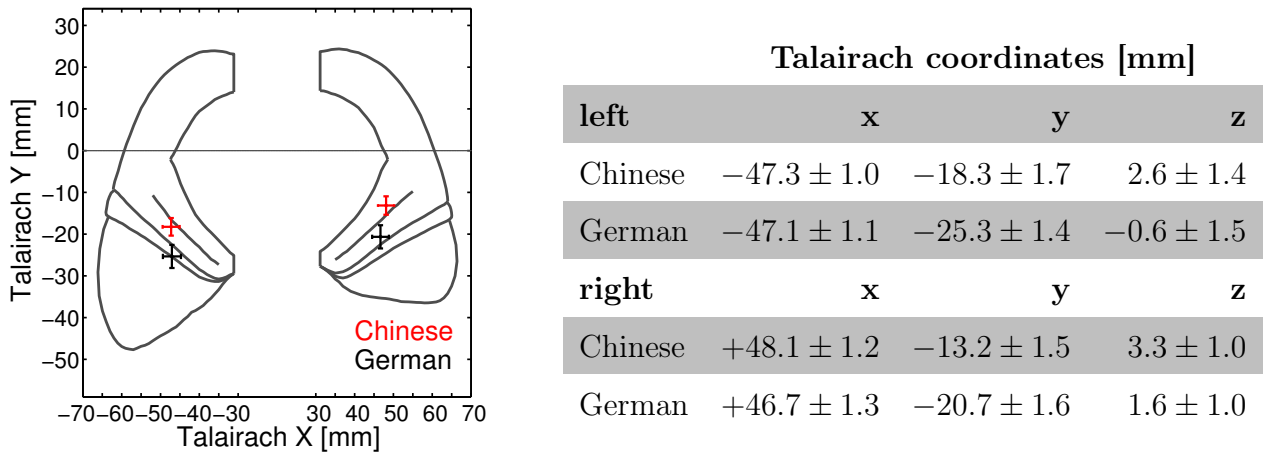 30
20
10
0
−10
−20
−30
−40
−50
Talairach Y [mm]
−70 −60 −50 −40 −30 30 40 50 60 70
Talairach X [mm]
Chinese
German
Talairach coordinates [mm]
left x y z
Chinese −47.3 ± 1.0 −18.3 ± 1.7 2.6 ± 1.4
German −47.1 ± 1.1 −25.3 ± 1.4 −0.6 ± 1.5
right x y z
Chinese +48.1 ± 1.2 −13.2 ± 1.5 3.3 ± 1.0
German +46.7 ± 1.3 −20.7 ± 1.6 1.6 ± 1.0